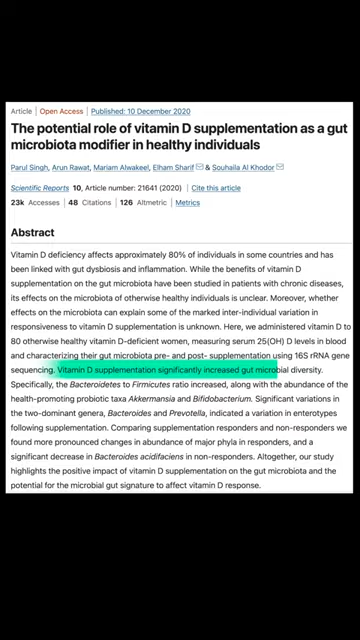 Article | Open Access | Published: 10 December 2020
The potential role of vitamin D supplementation as a gut
microbiota modifier in healthy individuals
Parul Singh, Arun Rawat, Mariam Alwakeel, Elham Sharif & Souhaila Al Khodor
Scientific Reports 10, Article number: 21641 (2020) | Cite this article
23k Accesses | 48 Citations | 126 Altmetric | Metrics
Abstract
Vitamin D deficiency affects approximately 80% of individuals in some countries and has
been linked with gut dysbiosis and inflammation. While the benefits of vitamin D
supplementation on the gut microbiota have been studied in patients with chronic diseases,
its effects on the microbiota of otherwise healthy individuals is unclear. Moreover, whether
effects on the microbiota can explain some of the marked inter-individual variation in
responsiveness to vitamin D supplementation is unknown. Here, we administered vitamin D to
80 otherwise healthy vitamin D-deficient women, measuring serum 25(OH) D levels in blood
and characterizing their gut microbiota pre- and post- supplementation using 16S rRNA gene
sequencing. Vitamin D supplementation significantly increased gut microbial diversity.
Specifically, the Bacteroidetes to Firmicutes ratio increased, along with the abundance of the
health-promoting probiotic taxa Akkermansia and Bifidobacterium. Significant variations in
the two-dominant genera, Bacteroides and Prevotella, indicated a variation in enterotypes
following supplementation. Comparing supplementation responders and non-responders we
found more pronounced changes in abundance of major phyla in responders, and a
significant decrease in Bacteroides acidifaciens in non-responders. Altogether, our study
highlights the positive impact of vitamin D supplementation on the gut microbiota and the
potential for the microbial gut signature to affect vitamin D response.